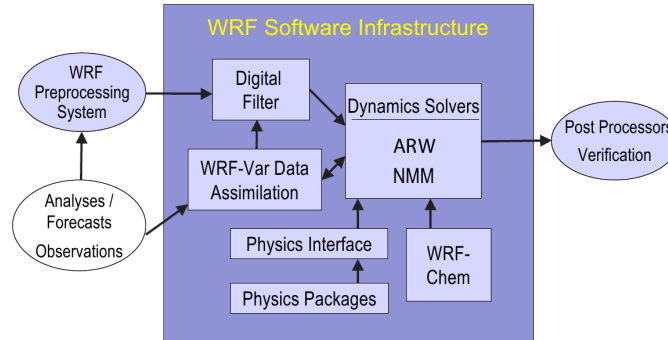 WRF Software Infrastructure
WRF
Preprocessing
System
Digital
Filter
Dynamics Solvers
ARW
NMM
Post Processors
Verification
WRF-Var Data
Assimilation
Analyses /
Forecasts
Observations
Physics Interface
WRF-
Chem
Physics Packages